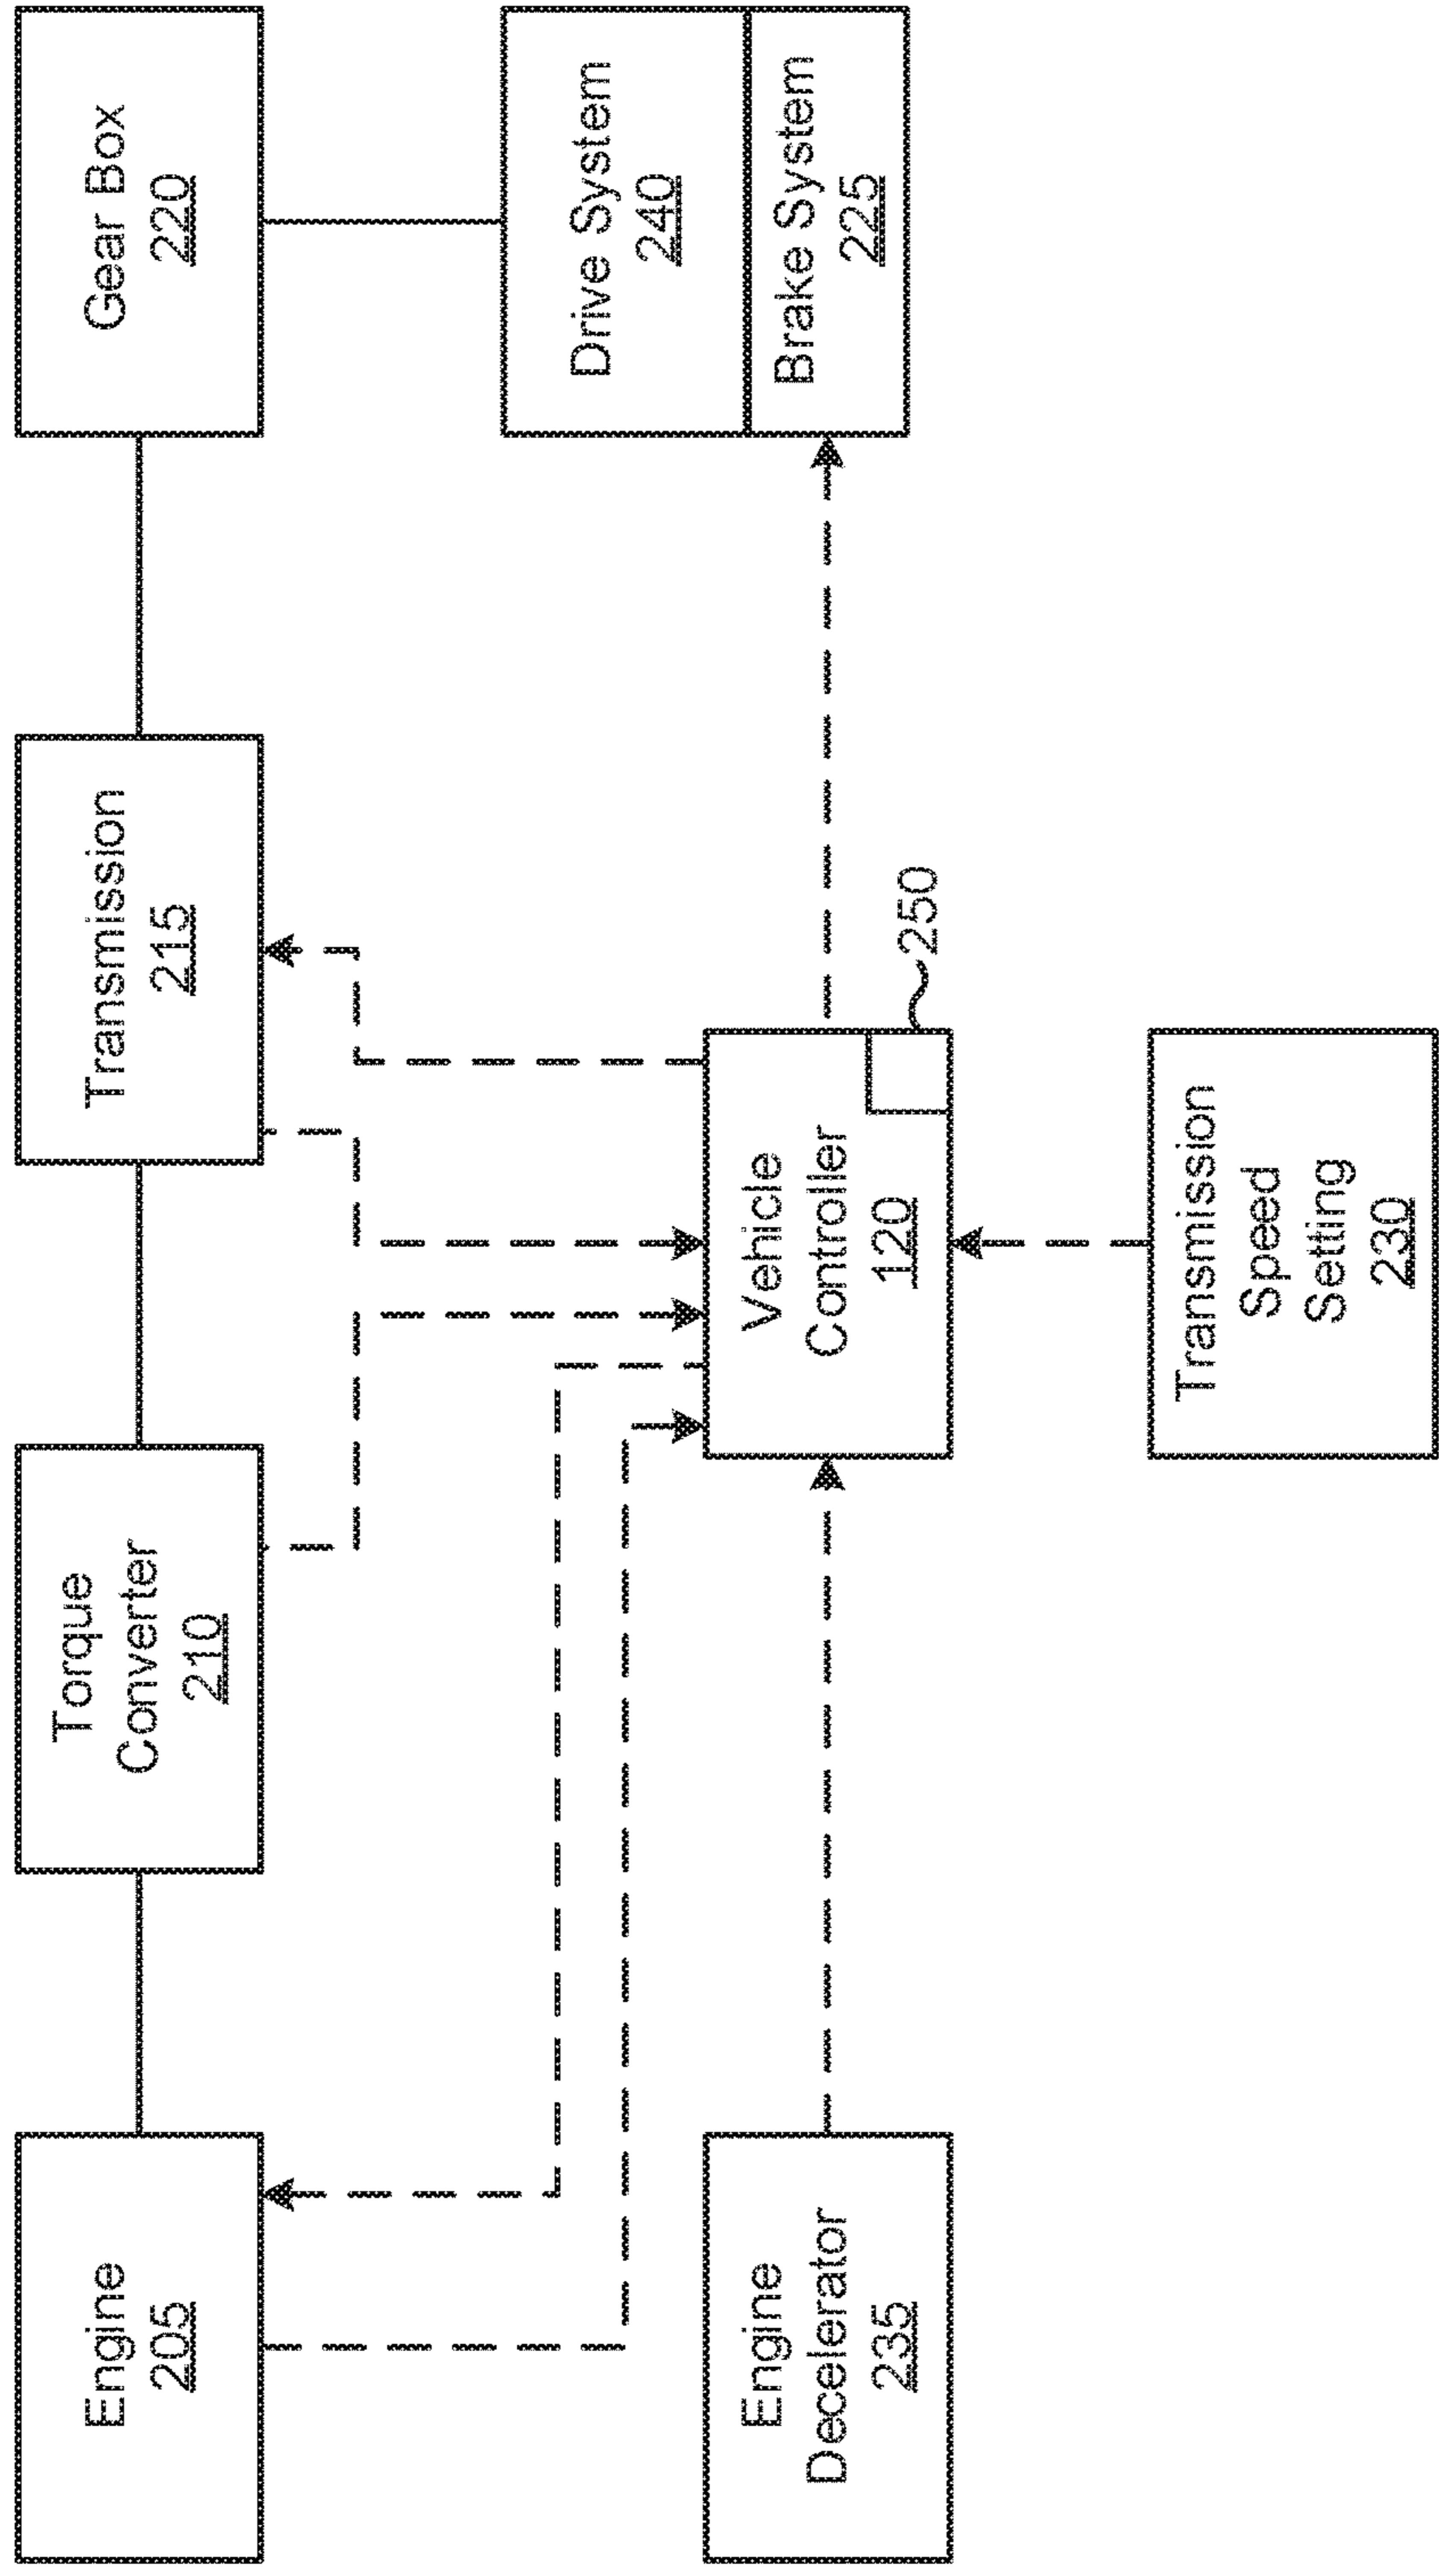 Engine
205
Torque
Converter
210
Transmission
215
Gear Box
220
Drive System
240
Brake System
225
Engine
Decelerator
235
Vehicle
Controller
120
250
Transmission
Speed
Setting
230